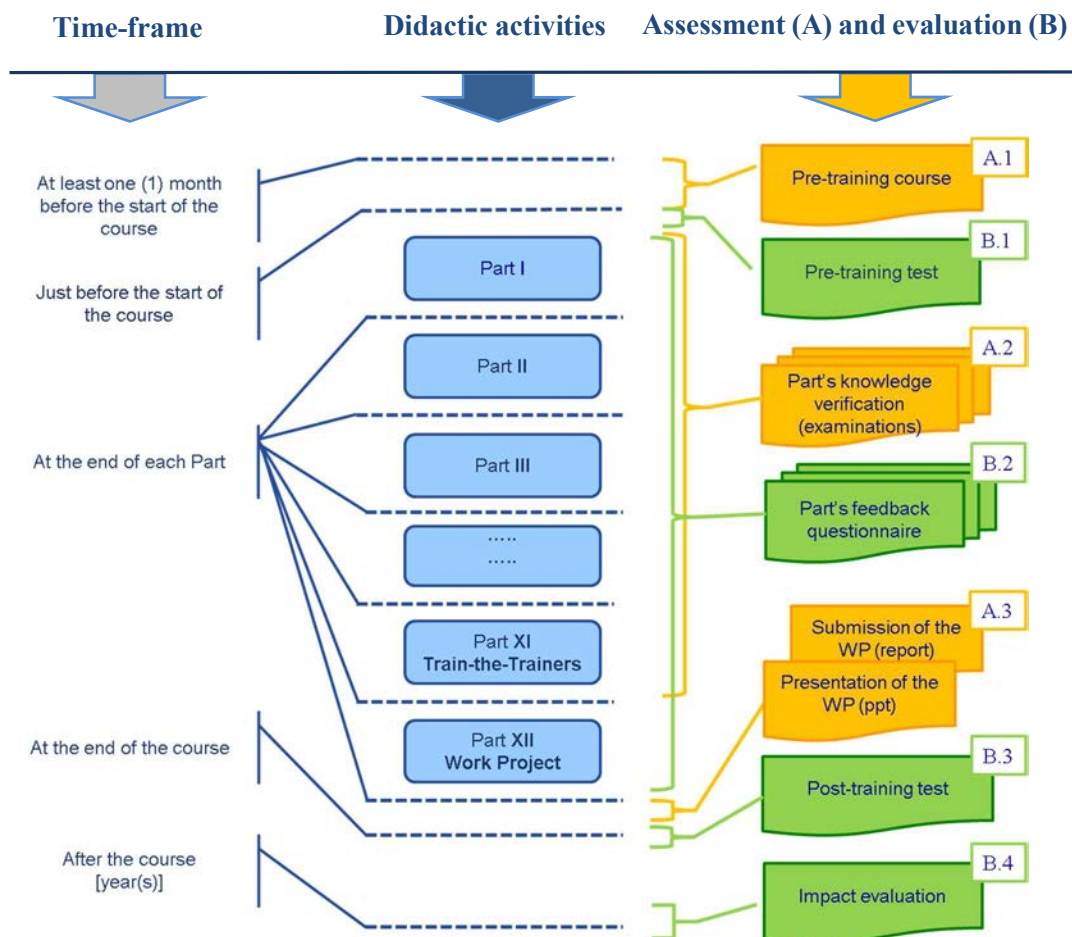 Time-frame
Didactic activities
Assessment (A) and evaluation (B)
At least one (1) month
before the start of the
course
Just before the start of
the course
At the end of each Part
At the end of the course
After the course
[year(s)]
Part I
Part II
Part III
.....
.....
Part XI
Train-the-Trainers
Part XII
Work Project
A.1
Pre-training course
B.1
Pre-training test
A.2
Part's knowledge
verification
(examinations)
B.2
Part's feedback
questionnaire
A.3
Submission of the
WP (report)
Presentation of the
WP (ppt)
B.3
Post-training test
B.4
Impact evaluation